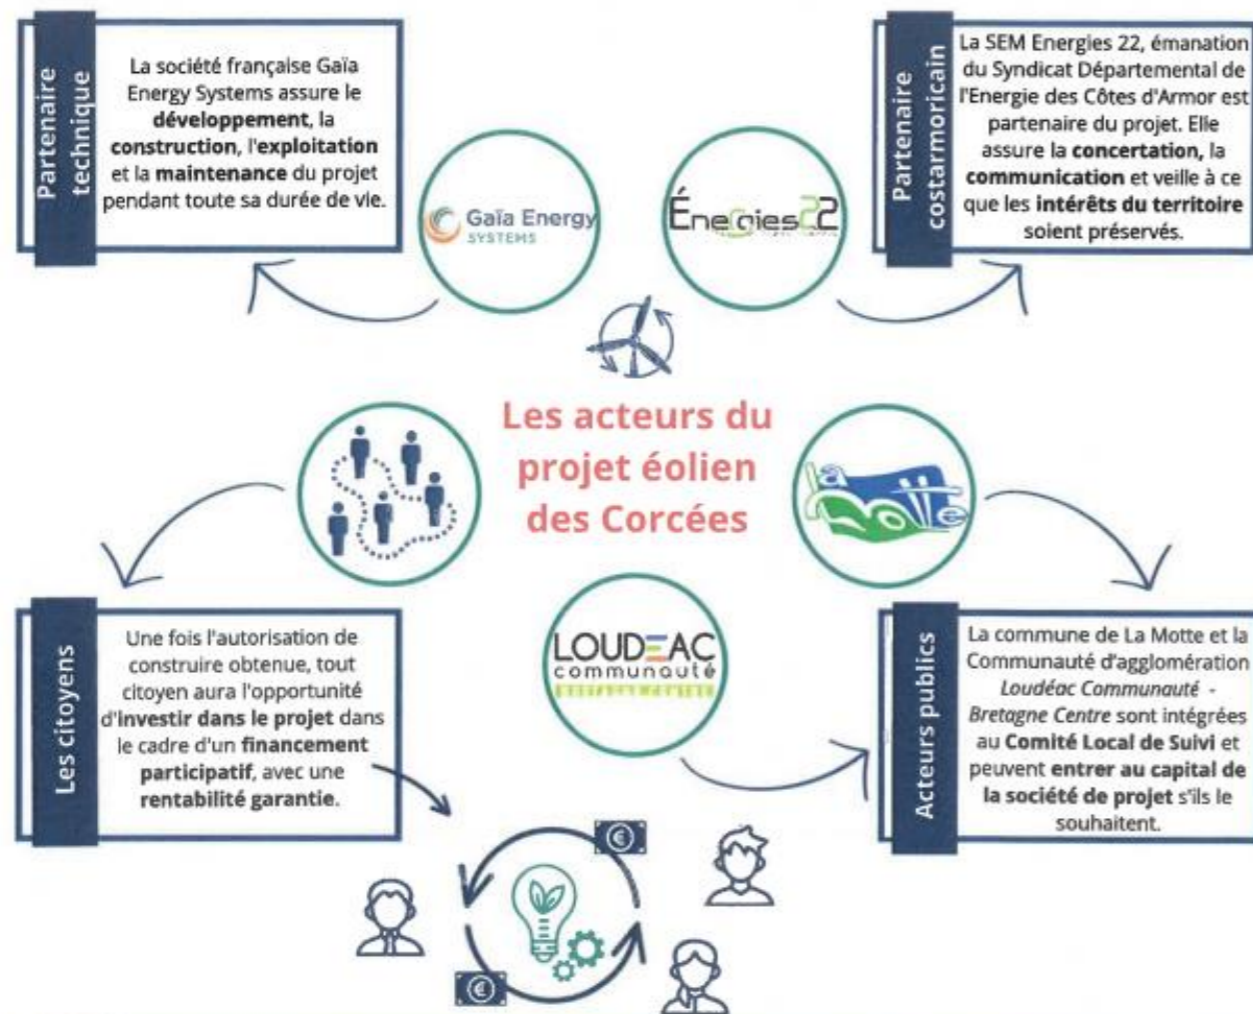 Partenaire
technique
La société française Gaïa
Energy Systems assure le
développement, la
construction, l'exploitation
et la maintenance du projet
pendant toute sa durée de vie.
Gaïa Energy
SYSTEMS
Énergies22
Partenaire
costarmoricain
La SEM Energies 22, émanation
du Syndicat Départemental de
l'Energie des Côtes d'Armor est
partenaire du projet. Elle
assure la concertation, la
communication et veille à ce
que les intérêts du territoire
soient préservés.
Les acteurs du
projet éolien
des Corcées
la Motte
LOUDEAC
communauté
BRETAGNE CENTRE
Les citoyens
Une fois l'autorisation de
construire obtenue, tout
citoyen aura l'opportunité
d'investir dans le projet dans
le cadre d'un financement
participatif, avec une
rentabilité garantie.
Acteurs publics
La commune de La Motte et la
Communauté d'agglomération
Loudéac Communauté -
Bretagne Centre sont intégrées
au Comité Local de Suivi et
peuvent entrer au capital de
la société de projet s'ils le
souhaitent.
€
€